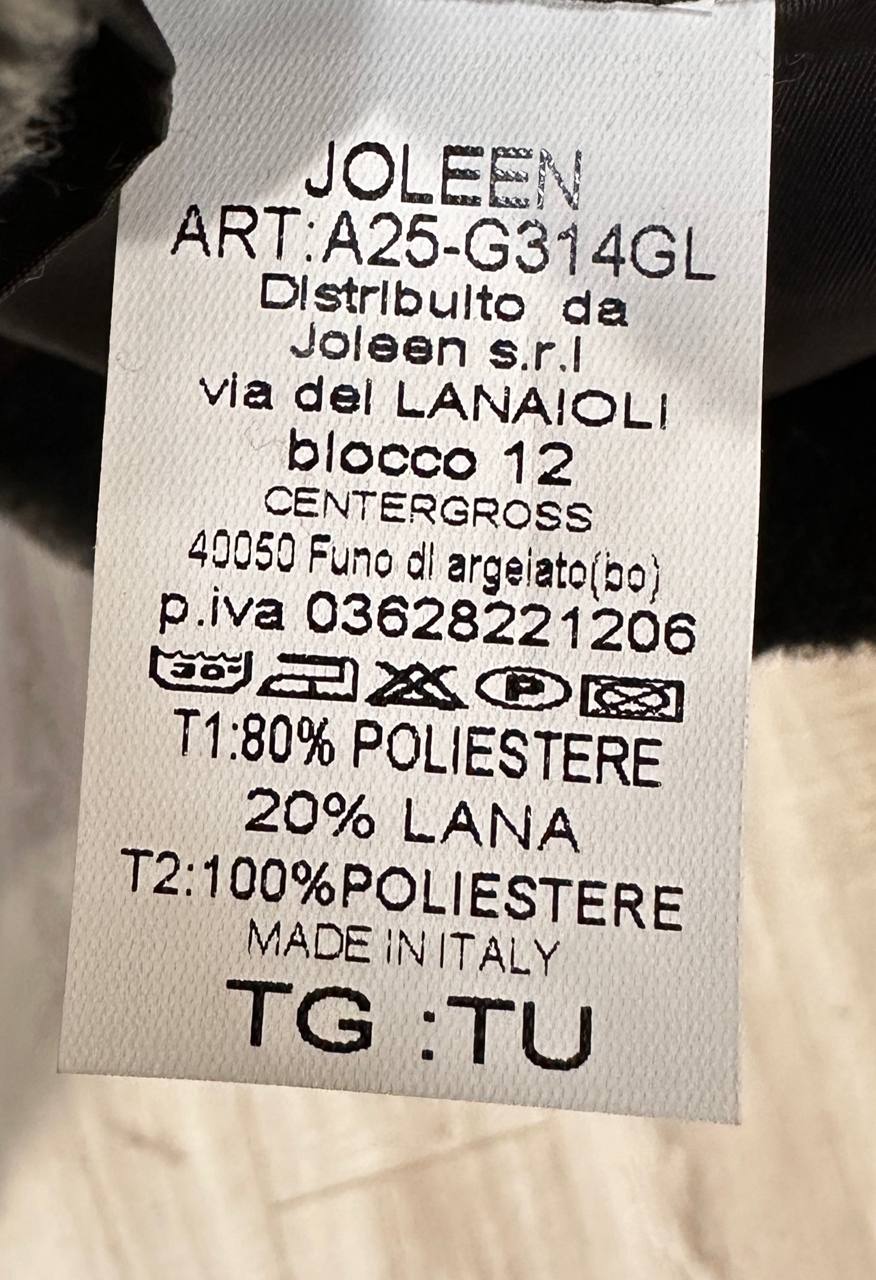 JOLEEN
ART:A25-G314GL
Distribuito da
Joleen s.r.l
via dei LANAIOLI
blocco 12
CENTERGROSS
40050 Funo di argelato(bo)
p.iva 03628221206
30°
P
T1:80% POLIESTERE
20% LANA
T2:100%POLIESTERE
MADE IN ITALY
TG :TU